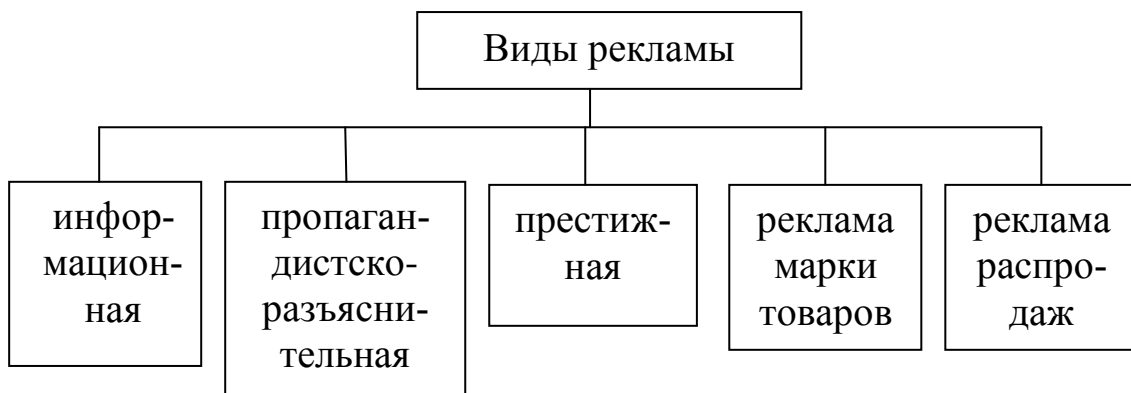 Виды рекламы
инфор-
мацион-
ная
пропаган-
дистско-
разъясни-
тельная
престиж-
ная
реклама
марки
товаров
реклама
распро-
даж